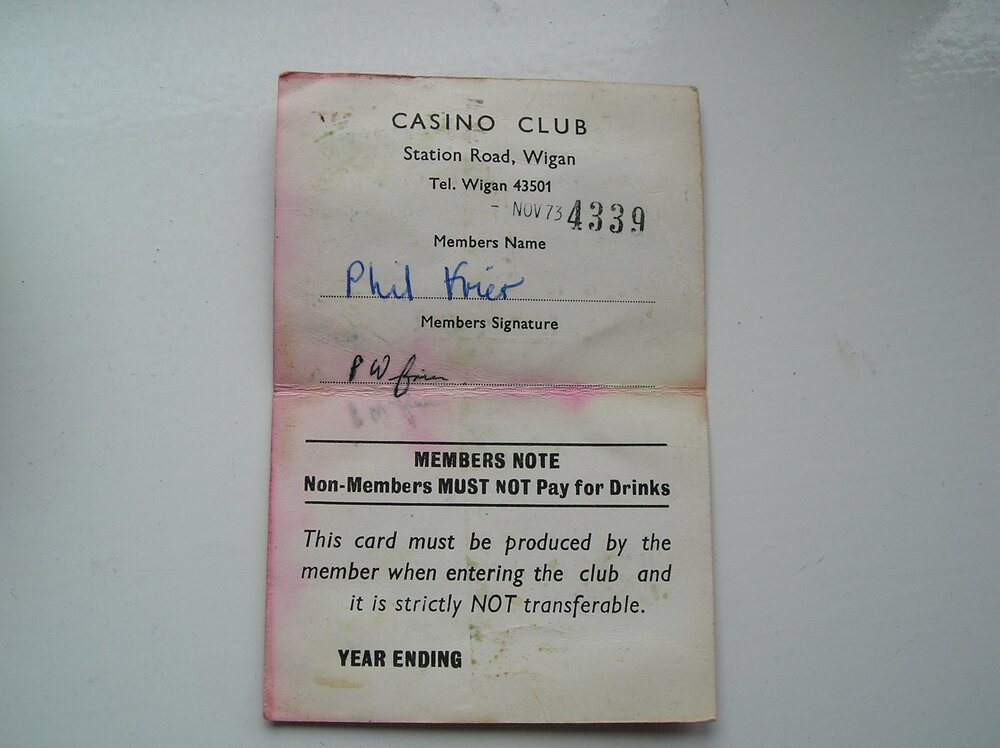 CASINO CLUB
Station Road, Wigan
Tel. Wigan 43501
- NOV 73 4339
Members Name
Phil Krier
Members Signature
P W
MEMBERS NOTE
Non-Members MUST NOT Pay for Drinks
This card must be produced by the
member when entering the club and
it is strictly NOT transferable.
YEAR ENDING